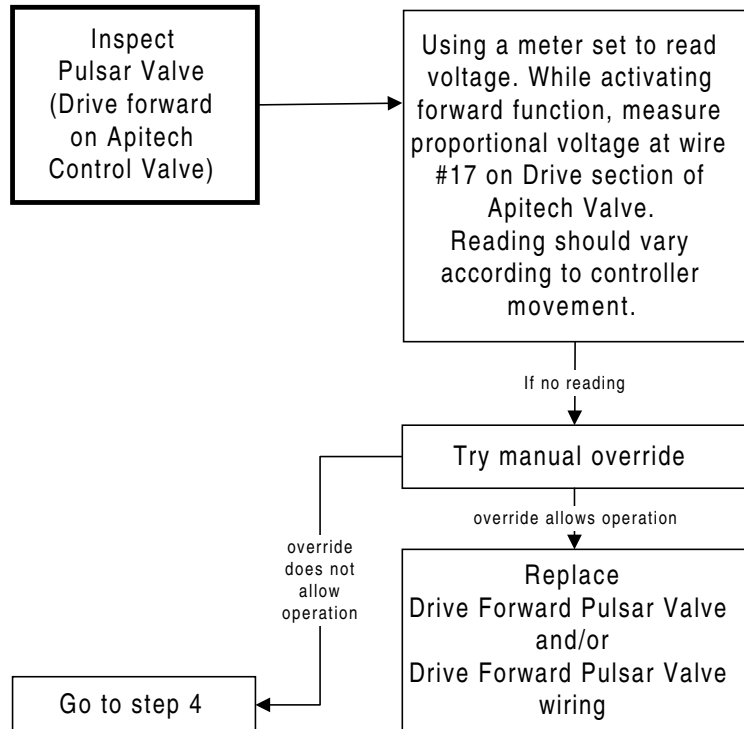 Inspect
Pulsar Valve
(Drive forward
on Apitech
Control Valve)
Using a meter set to read
voltage. While activating
forward function, measure
proportional voltage at wire
#17 on Drive section of
Apitech Valve.
Reading should vary
according to controller
movement.
If no reading
Try manual override
override allows operation
override
does not
allow
operation
Replace
Drive Forward Pulsar Valve
and/or
Drive Forward Pulsar Valve
wiring
Go to step 4